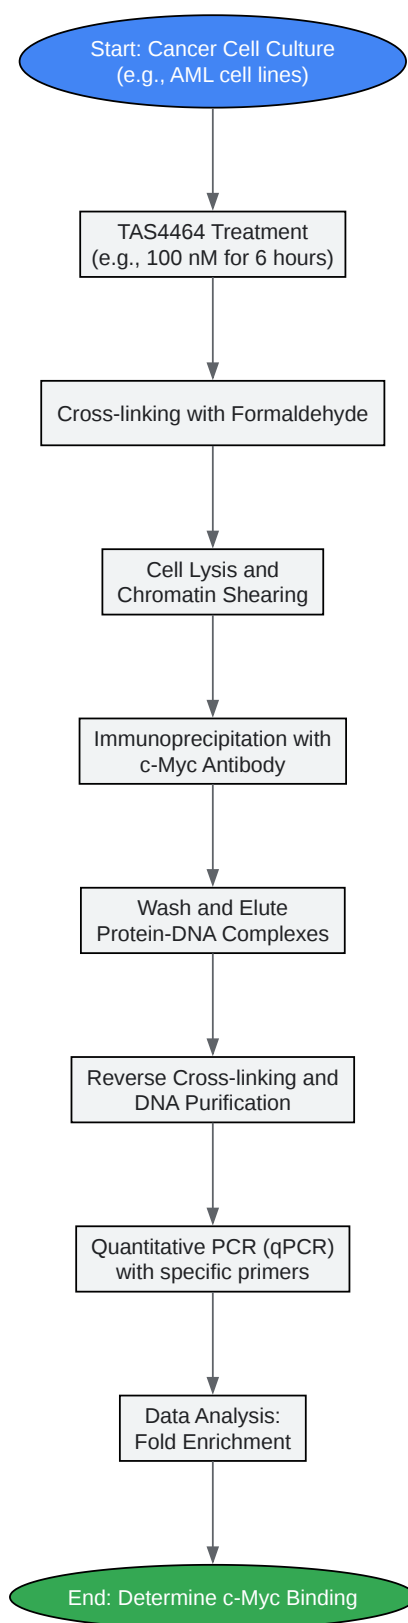 Start: Cancer Cell Culture
(e.g., AML cell lines)
TAS4464 Treatment
(e.g., 100 nM for 6 hours)
Cross-linking with Formaldehyde
Cell Lysis and
Chromatin Shearing
Immunoprecipitation with
c-Myc Antibody
Wash and Elute
Protein-DNA Complexes
Reverse Cross-linking and
DNA Purification
Quantitative PCR (qPCR)
with specific primers
Data Analysis:
Fold Enrichment
End: Determine c-Myc Binding